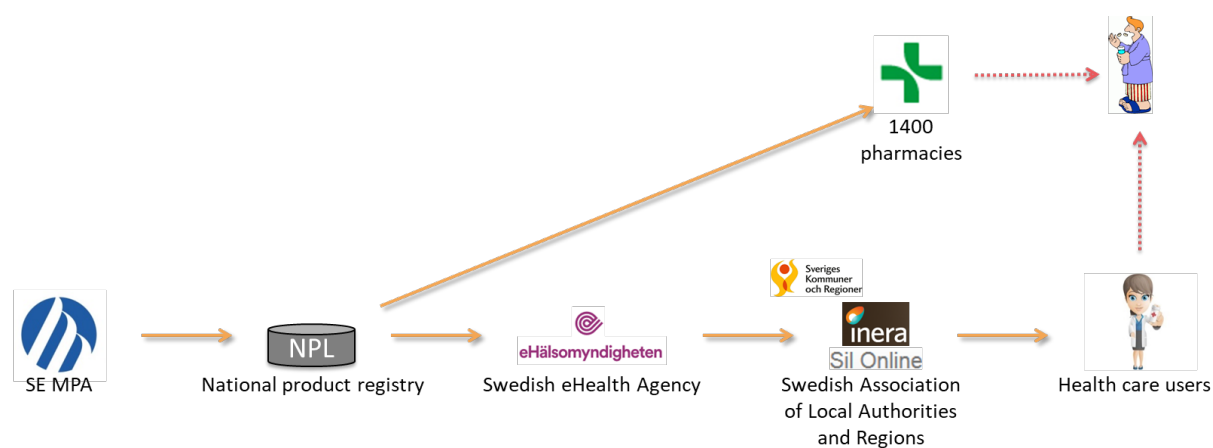 1400
pharmacies
Sveriges
Kommuner
och Regioner
NPL
eHälsomyndigheten
inera
Sil Online
SE MPA
National product registry
Swedish eHealth Agency
Swedish Association
of Local Authorities
and Regions
Health care users